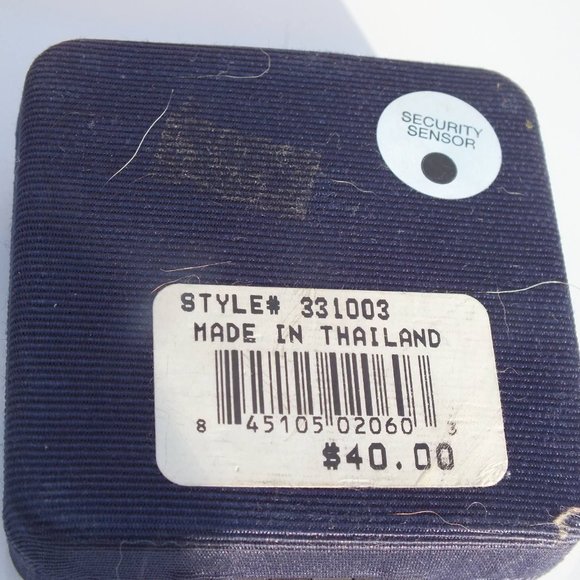 SECURITY
SENSOR
STYLE# 331003
MADE IN THAILAND
8 45105 02060 3
$40.00